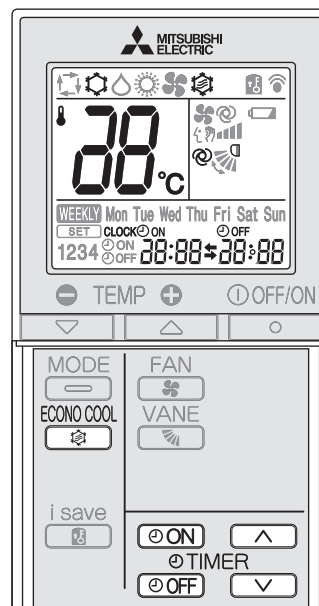 MITSUBISHI
ELECTRIC
88°C
WEEKLY Mon Tue Wed Thu Fri Sat Sun
SET CLOCK ON OFF
1234 ON OFF 88:88 88:88
TEMP OFF/ON
MODE FAN
ECONO COOL VANE
i save
ON
TIMER
OFF